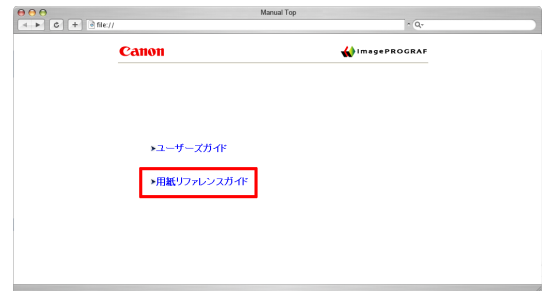 Manual Top
file://
Q-
Canon
imagePROGRAF
➤ユーザーズガイド
➤用紙リファレンスガイド